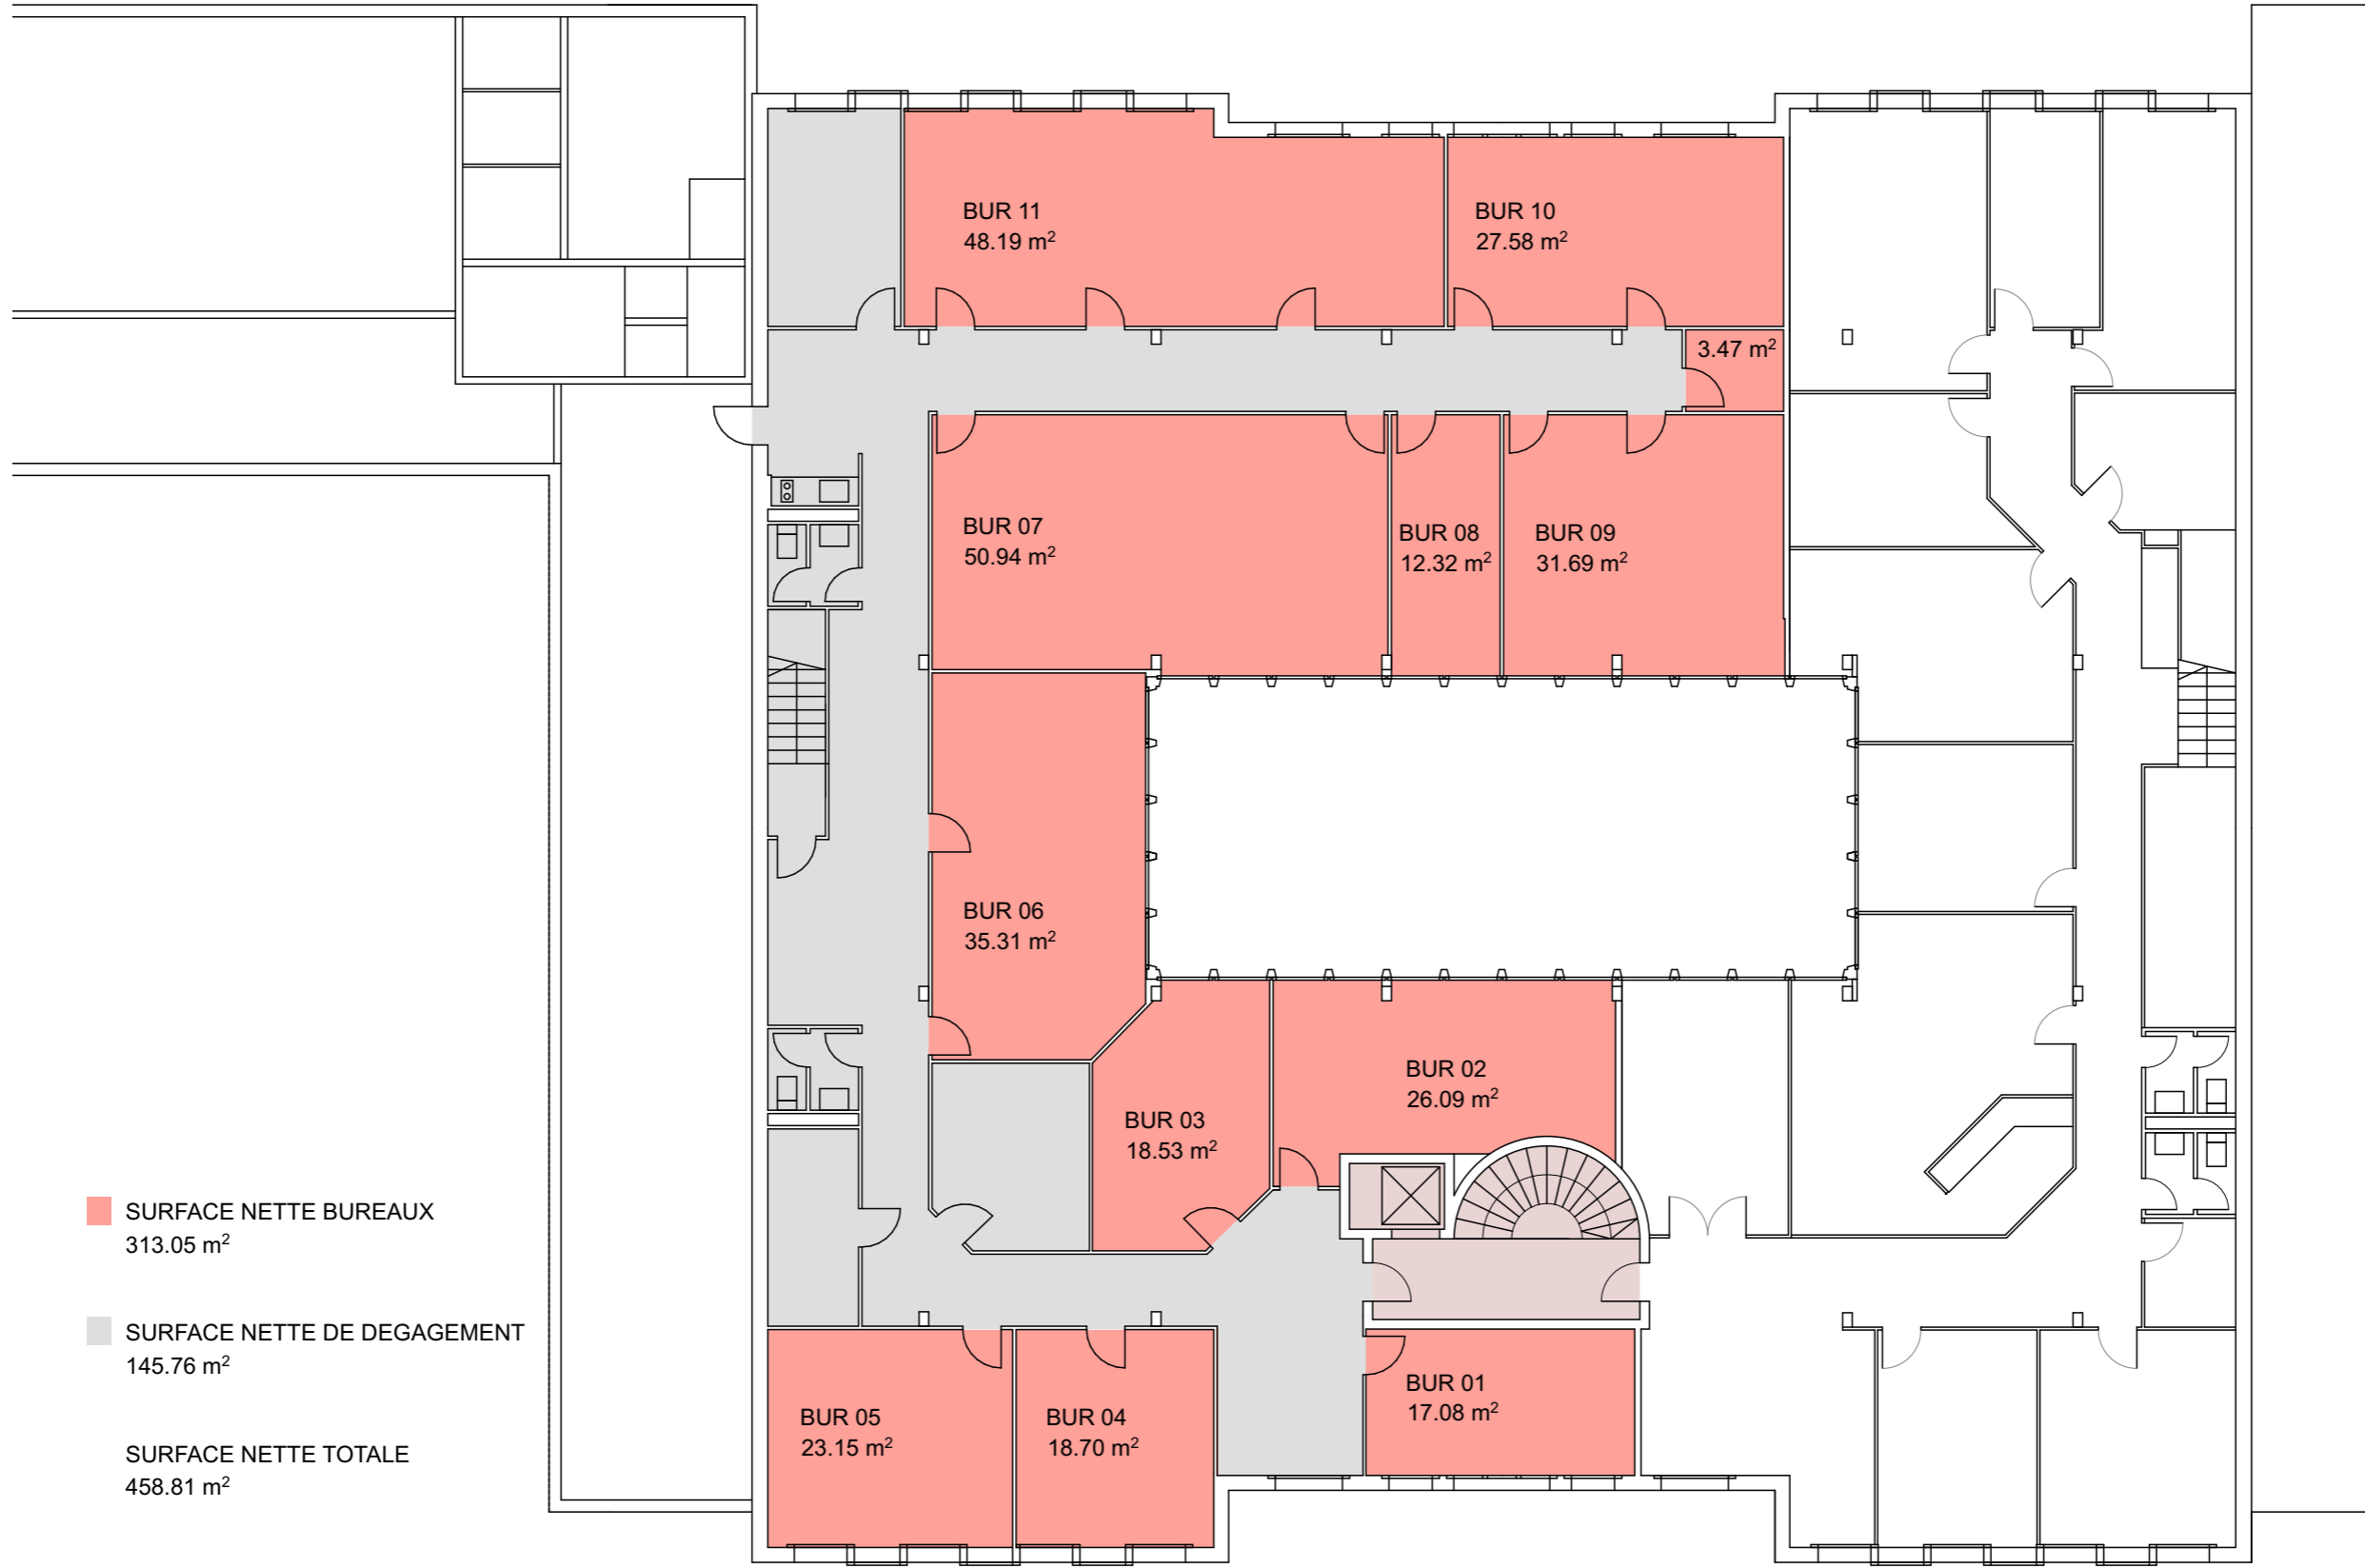 BUR 11
48.19 m²
BUR 10
27.58 m²
3.47 m²
BUR 07
50.94 m²
BUR 08
12.32 m²
BUR 09
31.69 m²
BUR 06
35.31 m²
BUR 02
26.09 m²
BUR 03
18.53 m²
BUR 01
17.08 m²
BUR 05
23.15 m²
BUR 04
18.70 m²
SURFACE NETTE BUREAUX
313.05 m²
SURFACE NETTE DE DEGAGEMENT
145.76 m²
SURFACE NETTE TOTALE
458.81 m²